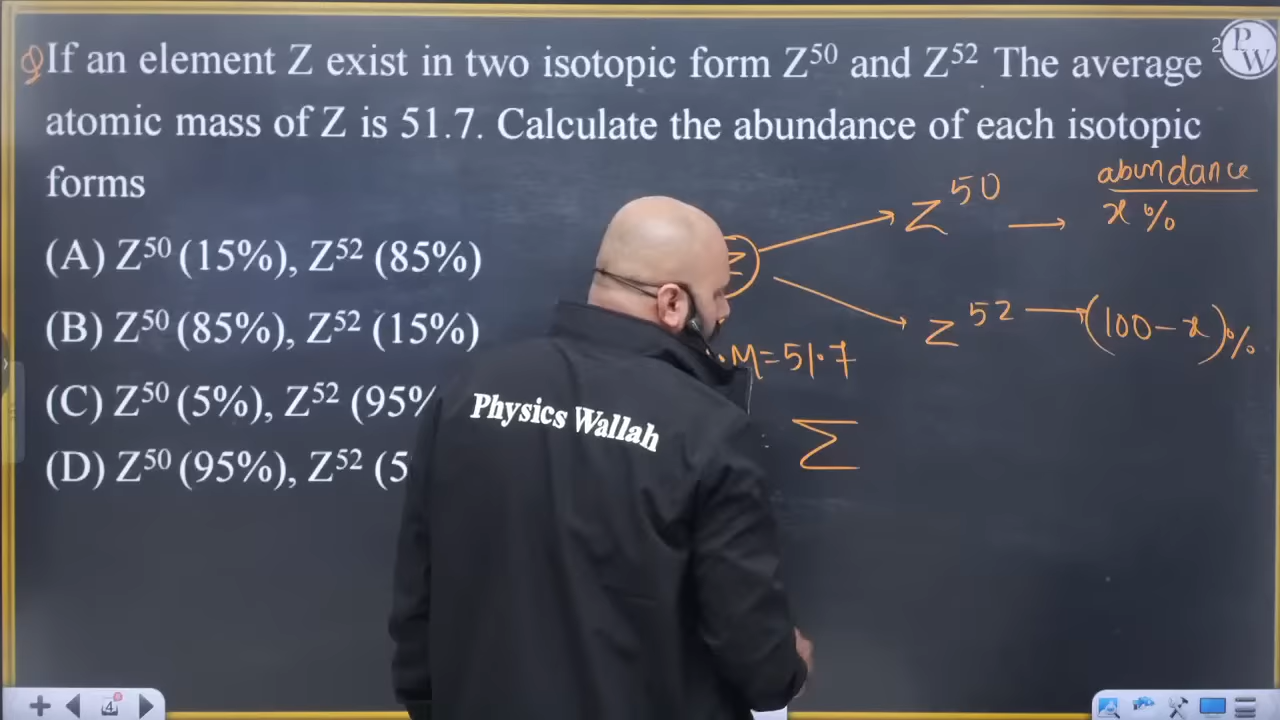 Q If an element Z exist in two isotopic form Z⁵⁰ and Z⁵² The average
atomic mass of Z is 51.7. Calculate the abundance of each isotopic
forms
(A) Z⁵⁰ (15%), Z⁵² (85%)
(B) Z⁵⁰ (85%), Z⁵² (15%)
(C) Z⁵⁰ (5%), Z⁵² (95%
(D) Z⁵⁰ (95%), Z⁵² (5
abundance
Z⁵⁰ → x%
Z⁵² → (100-x)%
.M=51.7
Σ
Physics Wallah
2
PW
4